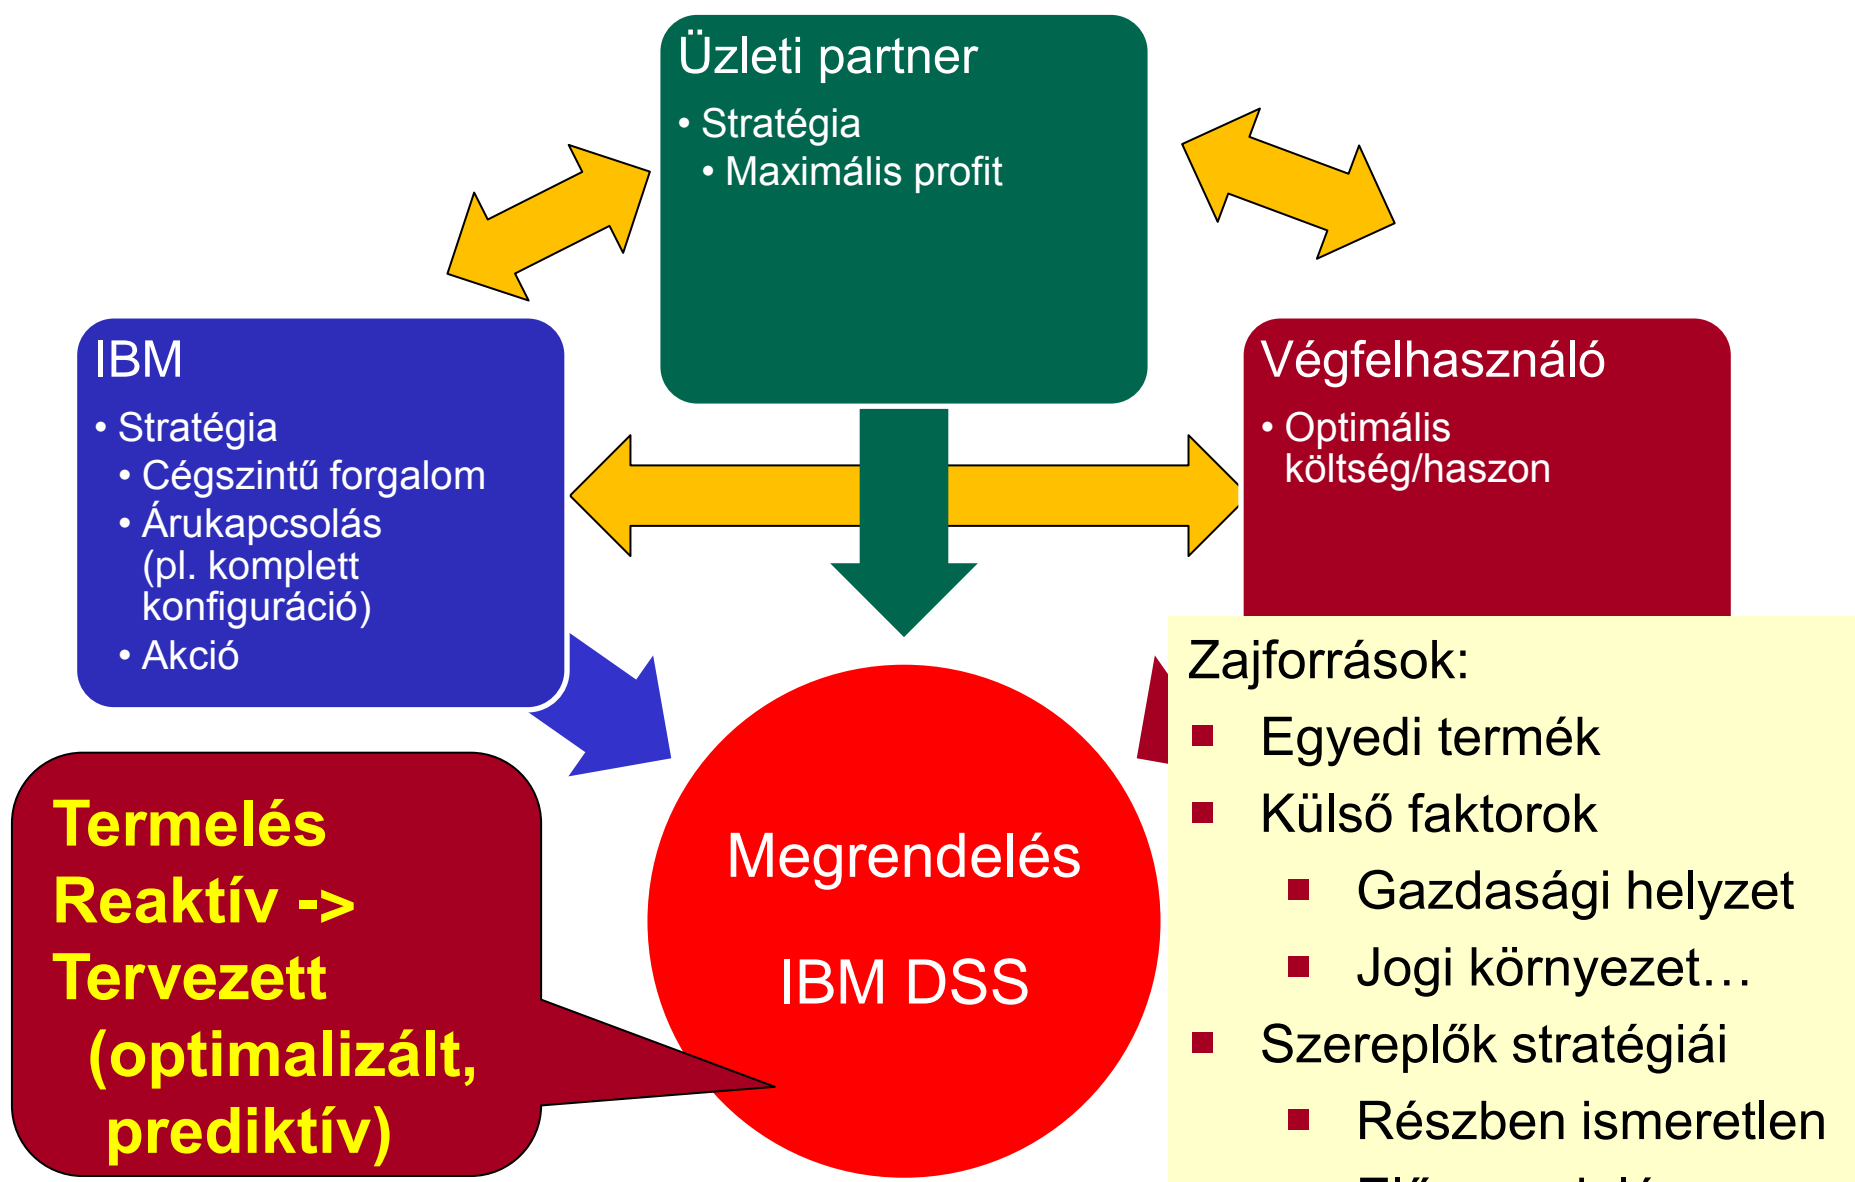 Üzleti partner
• Stratégia
• Maximális profit
IBM
• Stratégia
• Cégszintű forgalom
• Árukapcsolás
(pl. komplett
konfiguráció)
• Akció
Végfelhasználó
• Optimális
költség/haszon
Termelés
Reaktív ->
Tervezett
(optimalizált,
prediktív)
Megrendelés
IBM DSS
Zajforrások:
Egyedi termék
Külső faktorok
Gazdasági helyzet
Jogi környezet…
Szereplők stratégiái
Részben ismeretlen